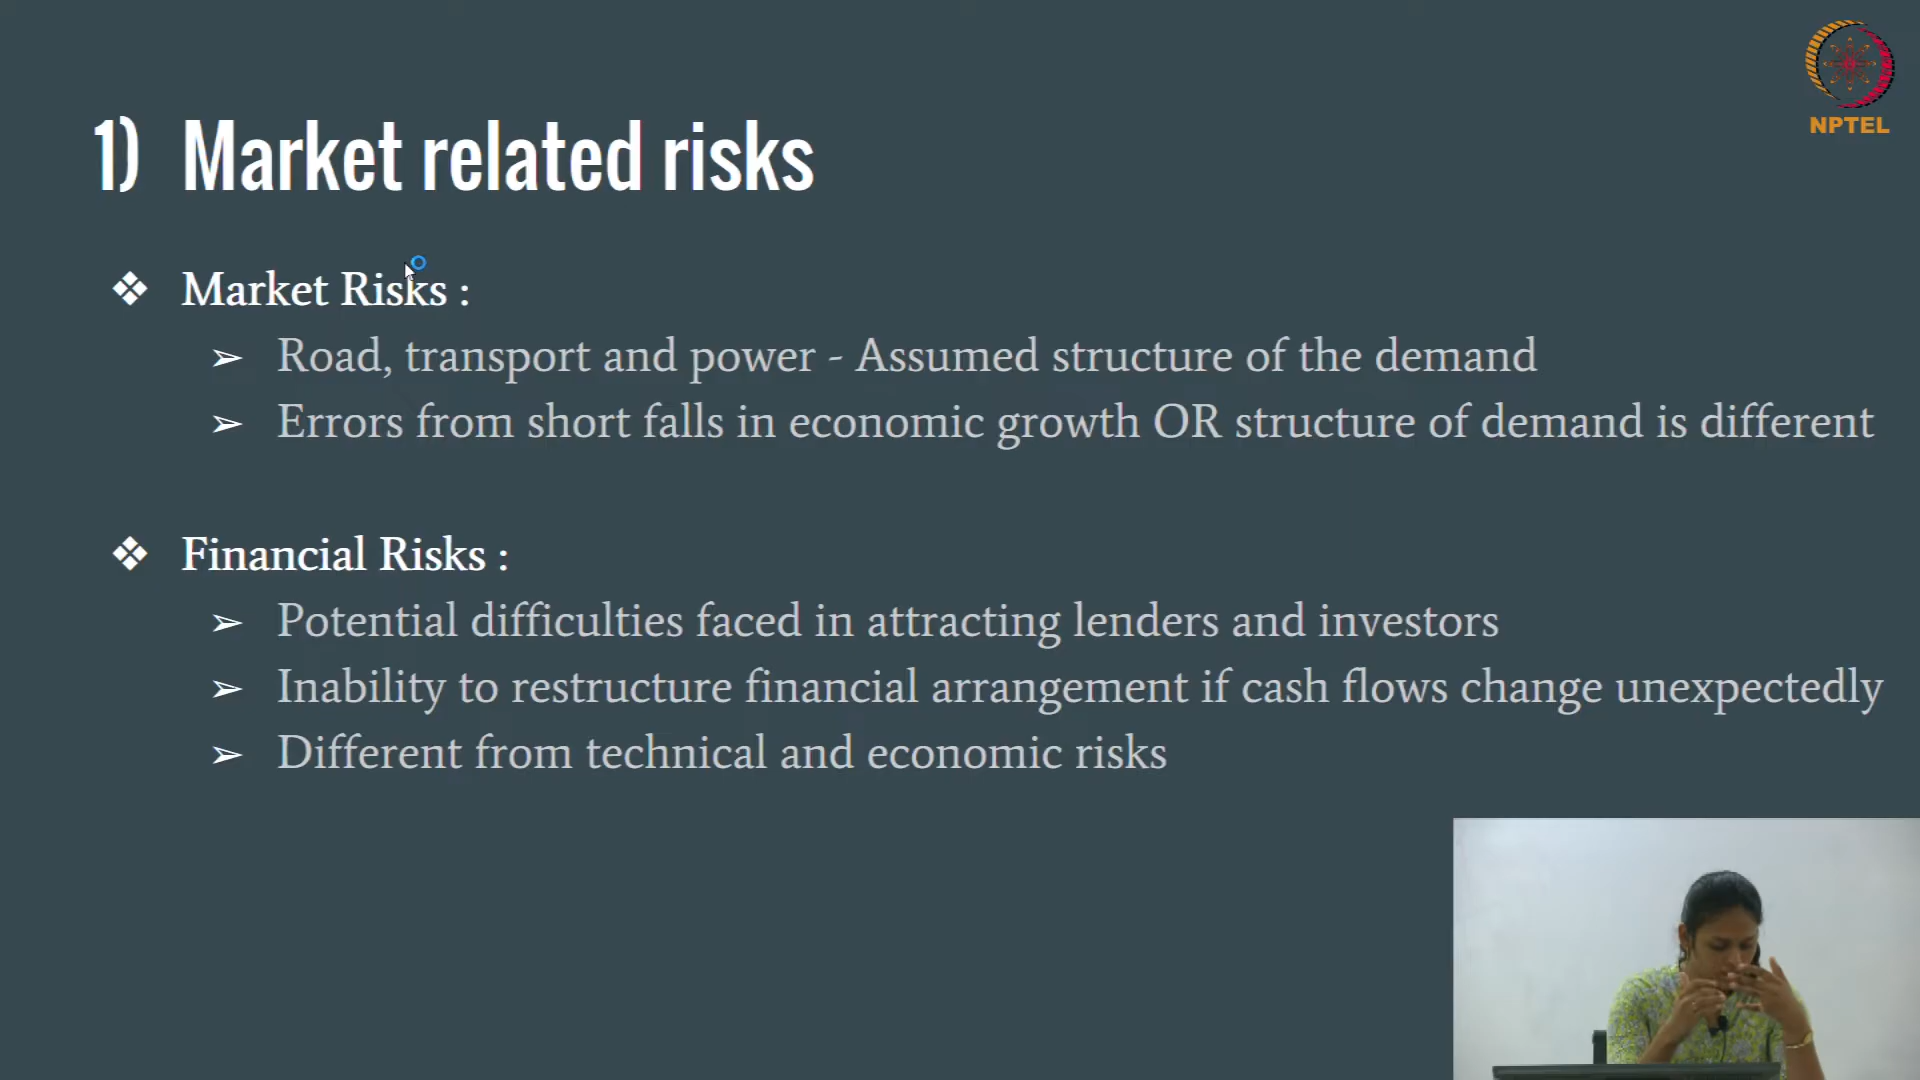 NPTEL
1) Market related risks
❖ Market Risks :
➢ Road, transport and power - Assumed structure of the demand
➢ Errors from short falls in economic growth OR structure of demand is different
❖ Financial Risks :
➢ Potential difficulties faced in attracting lenders and investors
➢ Inability to restructure financial arrangement if cash flows change unexpectedly
➢ Different from technical and economic risks